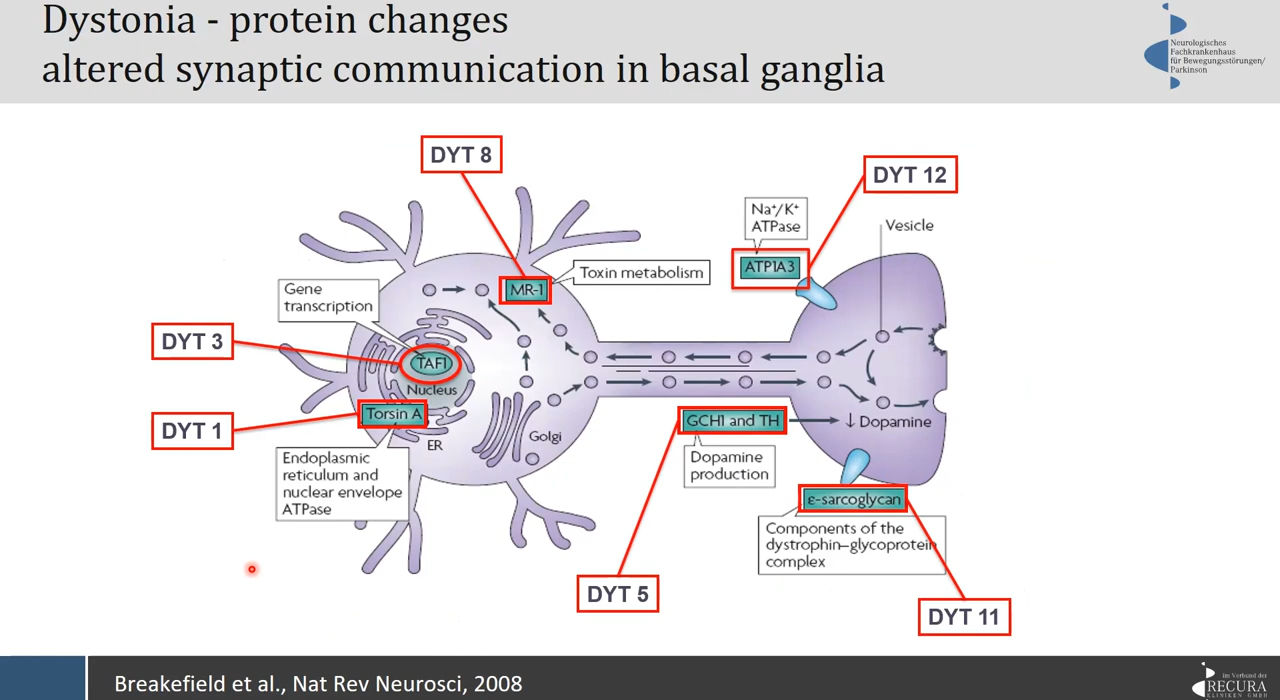 Dystonia - protein changes
altered synaptic communication in basal ganglia
Neurologisches
Fachkrankenhaus
für Bewegungsstörungen/
Parkinson
DYT 8
DYT 12
Na⁺/K⁺
ATPase
Vesicle
ATP1A3
Toxin metabolism
MR-1
Gene
transcription
DYT 3
TAF1
Nucleus
Torsin A
DYT 1
ER
Golgi
GCH1 and TH
↓ Dopamine
Endoplasmic
reticulum and
nuclear envelope
ATPase
Dopamine
production
ε-sarcoglycan
Components of the
dystrophin–glycoprotein
complex
DYT 5
DYT 11
Breakefield et al., Nat Rev Neurosci, 2008
im Verbund der
RECURA
KLINIKEN GMBH